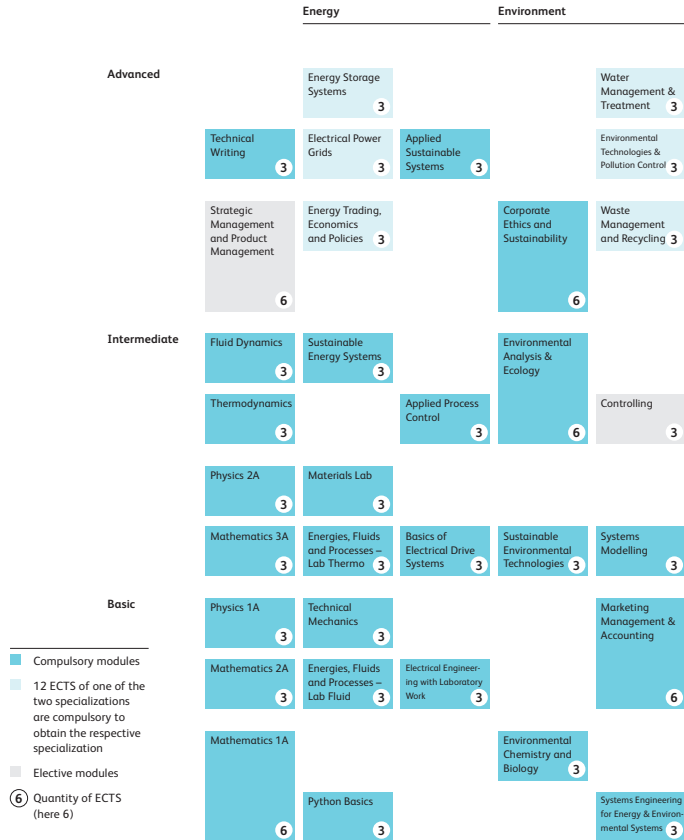 Energy
Environment
Advanced
Energy Storage
Systems
3
Water
Management &
Treatment 3
Technical
Writing
3
Electrical Power
Grids
3
Applied
Sustainable
Systems 3
Environmental
Technologies &
Pollution Control 3
Strategic
Management
and Product
Management
6
Energy Trading,
Economics
and Policies 3
Corporate
Ethics and
Sustainability
6
Waste
Management
and Recycling 3
Intermediate
Fluid Dynamics
3
Sustainable
Energy Systems
3
Environmental
Analysis &
Ecology
6
Thermodynamics
3
Applied Process
Control
3
Controlling
3
Physics 2A
3
Materials Lab
3
Mathematics 3A
3
Energies, Fluids
and Processes –
Lab Thermo 3
Basics of
Electrical Drive
Systems 3
Sustainable
Environmental
Technologies 3
Systems
Modelling
3
Basic
Physics 1A
3
Technical
Mechanics
3
Marketing
Management &
Accounting
6
Mathematics 2A
3
Energies, Fluids
and Processes –
Lab Fluid 3
Electrical Engineer-
ing with Laboratory
Work 3
Mathematics 1A
6
Environmental
Chemistry and
Biology 3
Python Basics
3
Systems Engineering
for Energy & Environ-
mental Systems 3
Compulsory modules
12 ECTS of one of the
two specializations
are compulsory to
obtain the respective
specialization
Elective modules
6 Quantity of ECTS
(here 6)